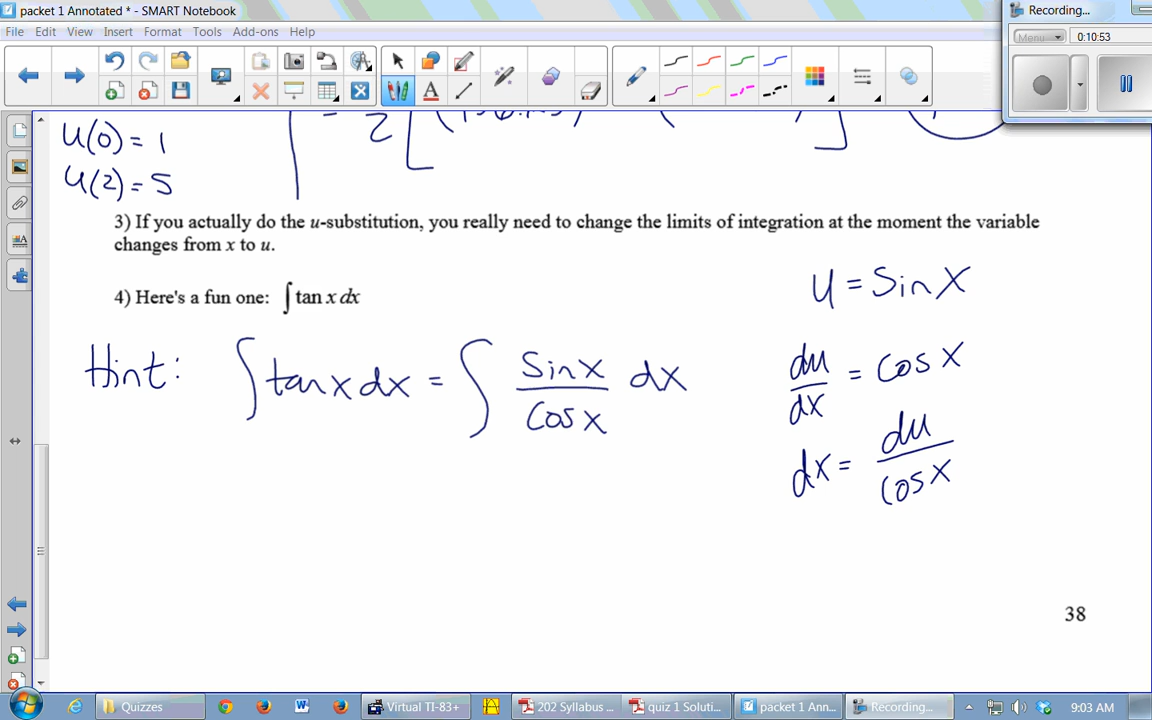 packet 1 Annotated * - SMART Notebook
Recording...
File Edit View Insert Format Tools Add-ons Help
Menu
0:10:53
A
u(0) = 1
= 2 [
u(2) = 5
3) If you actually do the u-substitution, you really need to change the limits of integration at the moment the variable
changes from x to u.
4) Here's a fun one: ∫ tan x dx
u = Sin x
Hint: ∫ tan x dx = ∫ Sin x / Cos x dx
du/dx = cos x
dx = du / cos x
38
Quizzes
Virtual TI-83+
202 Syllabus ...
quiz 1 Soluti...
packet 1 Ann...
Recording...
9:03 AM